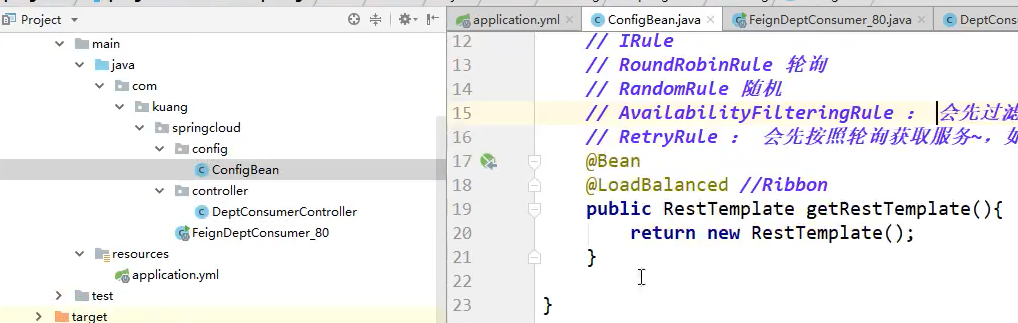 Project
main
java
com
kuang
springcloud
config
ConfigBean
controller
DeptConsumerController
FeignDeptConsumer_80
resources
application.yml
test
target
application.yml
ConfigBean.java
FeignDeptConsumer_80.java
DeptCons
12 // IRule
13 // RoundRobinRule 轮询
14 // RandomRule 随机
15 // AvailabilityFilteringRule : 会先过滤
16 // RetryRule : 会先按照轮询获取服务~,如
17 @Bean
18 @LoadBalanced //Ribbon
19 public RestTemplate getRestTemplate(){
20 return new RestTemplate();
21 }
22
23 }